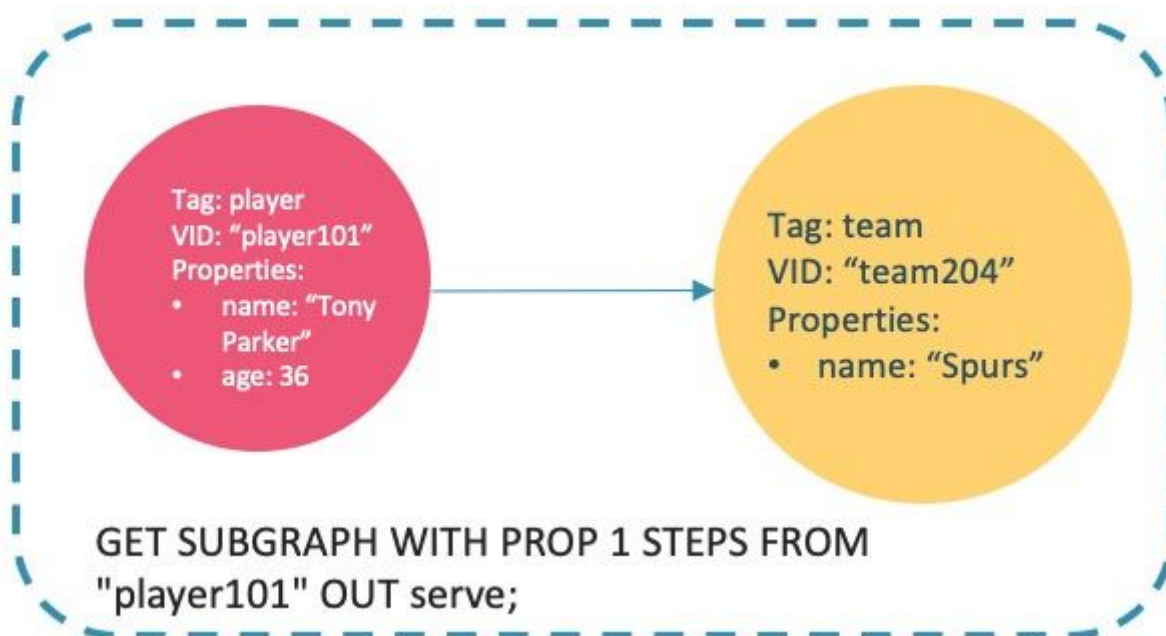 Tag: player
VID: “player101”
Properties:
• name: “Tony
Parker”
• age: 36
Tag: team
VID: “team204”
Properties:
• name: “Spurs”
GET SUBGRAPH WITH PROP 1 STEPS FROM
"player101" OUT serve;